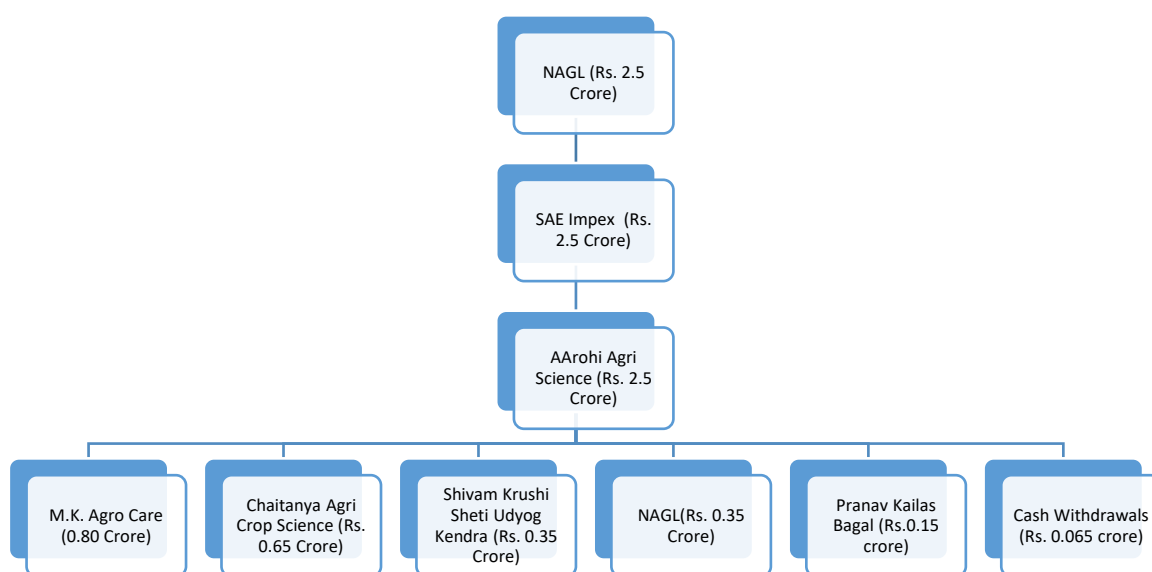 NAGL (Rs. 2.5
Crore)
SAE Impex (Rs.
2.5 Crore)
AArohi Agri
Science (Rs. 2.5
Crore)
M.K. Agro Care
(0.80 Crore)
Chaitanya Agri
Crop Science (Rs.
0.65 Crore)
Shivam Krushi
Sheti Udyog
Kendra (Rs. 0.35
Crore)
NAGL(Rs. 0.35
Crore)
Pranav Kailas
Bagal (Rs.0.15
crore)
Cash Withdrawals
(Rs. 0.065 crore)